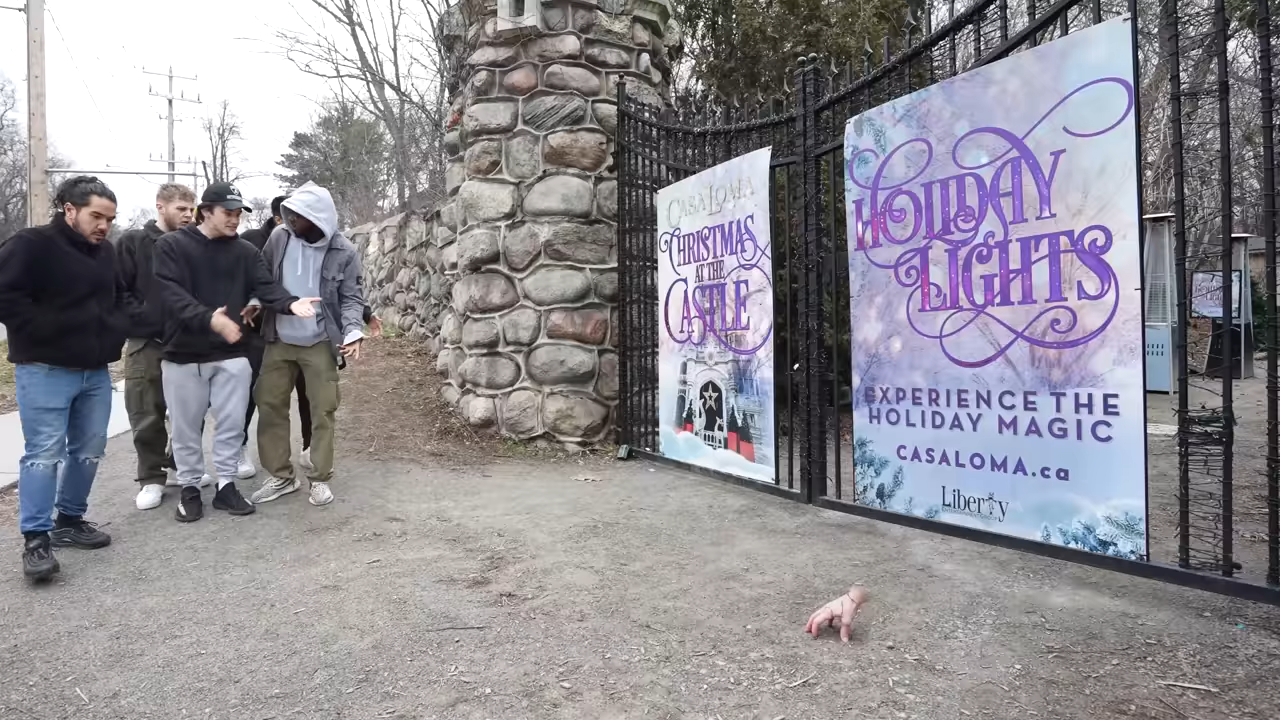 CASA LOMA
CHRISTMAS
AT THE
CASTLE
HOLIDAY
LIGHTS
EXPERIENCE THE
HOLIDAY MAGIC
CASALOMA.ca
Liberty